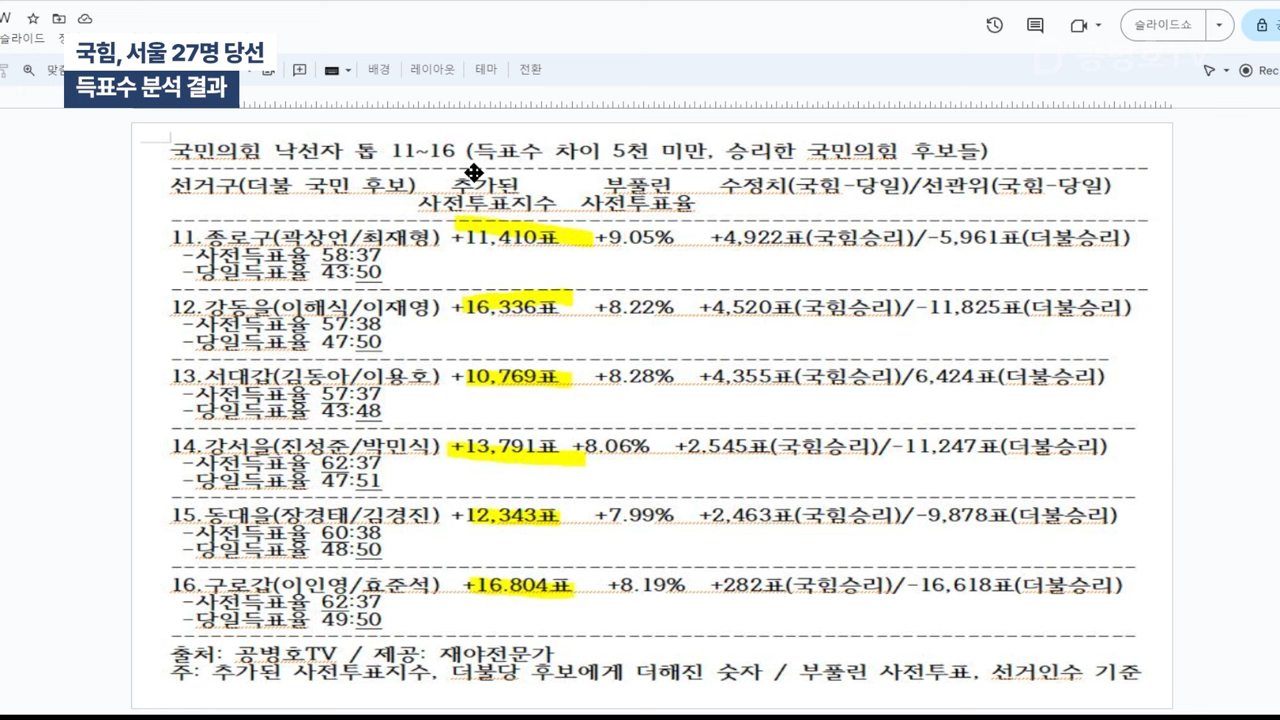 슬라이드쇼
슬라이드
국힘, 서울 27명 당선
득표수 분석 결과
배경 레이아웃 테마 전환
Rec
국민의힘 낙선자 톱 11~16 (득표수 차이 5천 미만, 승리한 국민의힘 후보들)
선거구(더불 국민 후보) 추가된 부풀린 수정치(국힘-당일)/선관위(국힘-당일)
사전투표지수 사전투표율
11.종로구(곽상언/최재형) +11,410표 +9.05% +4,922표(국힘승리)/-5,961표(더불승리)
-사전득표율 58:37
-당일득표율 43:50
12.강동을(이해식/이재영) +16,336표 +8.22% +4,520표(국힘승리)/-11,825표(더불승리)
-사전득표율 57:38
-당일득표율 47:50
13.서대갑(김동아/이용호) +10,769표 +8.28% +4,355표(국힘승리)/6,424표(더불승리)
-사전득표율 57:37
-당일득표율 43:48
14.강서을(진성준/박민식) +13,791표 +8.06% +2.545표(국힘승리)/-11,247표(더불승리)
-사전득표율 62:37
-당일득표율 47:51
15.동대을(장경태/김경진) +12,343표 +7.99% +2,463표(국힘승리)/-9,878표(더불승리)
-사전득표율 60:38
-당일득표율 48:50
16.구로갑(이인영/효준석) +16.804표 +8.19% +282표(국힘승리)/-16,618표(더불승리)
-사전득표율 62:37
-당일득표율 49:50
출처: 공병호TV / 제공: 재야전문가
주: 추가된 사전투표지수, 더불당 후보에게 더해진 숫자 / 부풀린 사전투표, 선거인수 기준